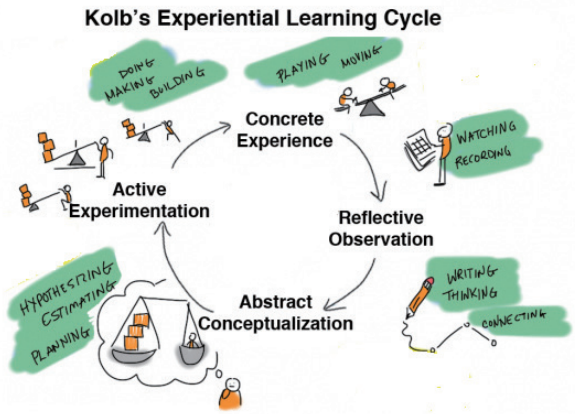 Kolb's Experiential Learning Cycle
DOING
MAKING
BUILDING
PLAYING MOVING
Concrete
Experience
WATCHING
RECORDING
Reflective
Observation
WRITING
THINKING
CONNECTING
Abstract
Conceptualization
HYPOTHESIZING
ESTIMATING
PLANNING
Active
Experimentation